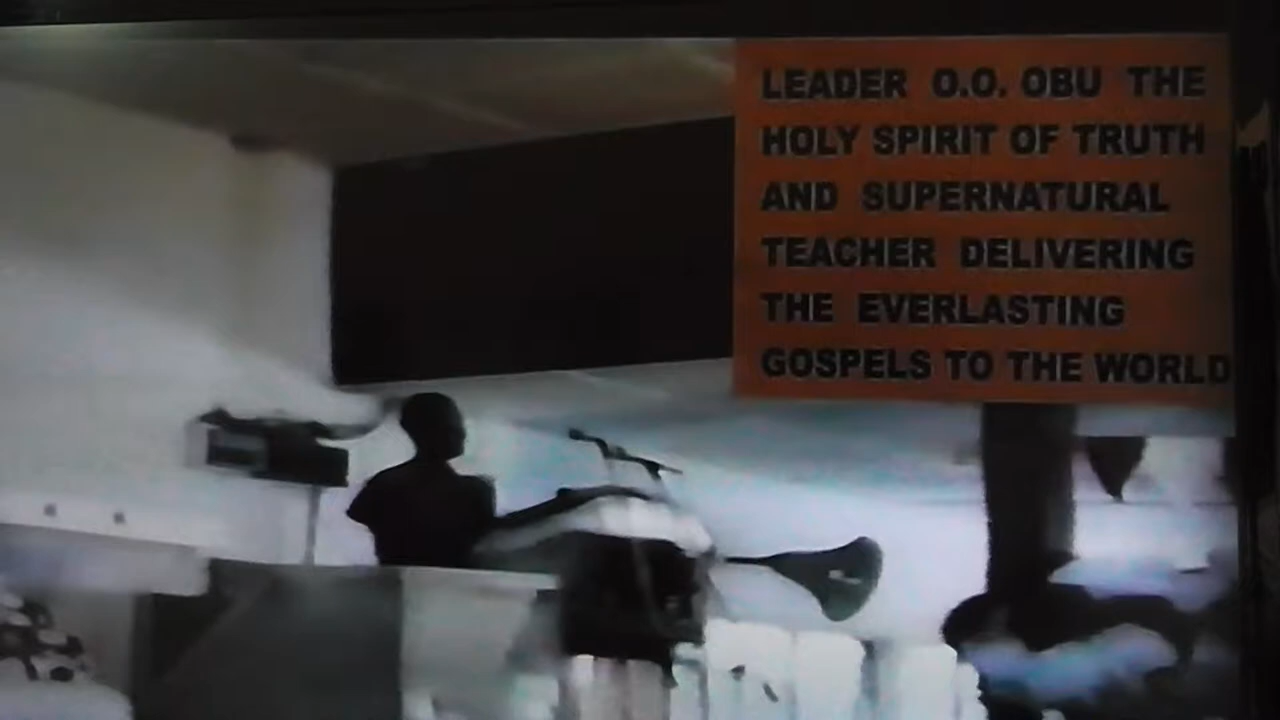 LEADER O.O. OBU THE
HOLY SPIRIT OF TRUTH
AND SUPERNATURAL
TEACHER DELIVERING
THE EVERLASTING
GOSPELS TO THE WORLD